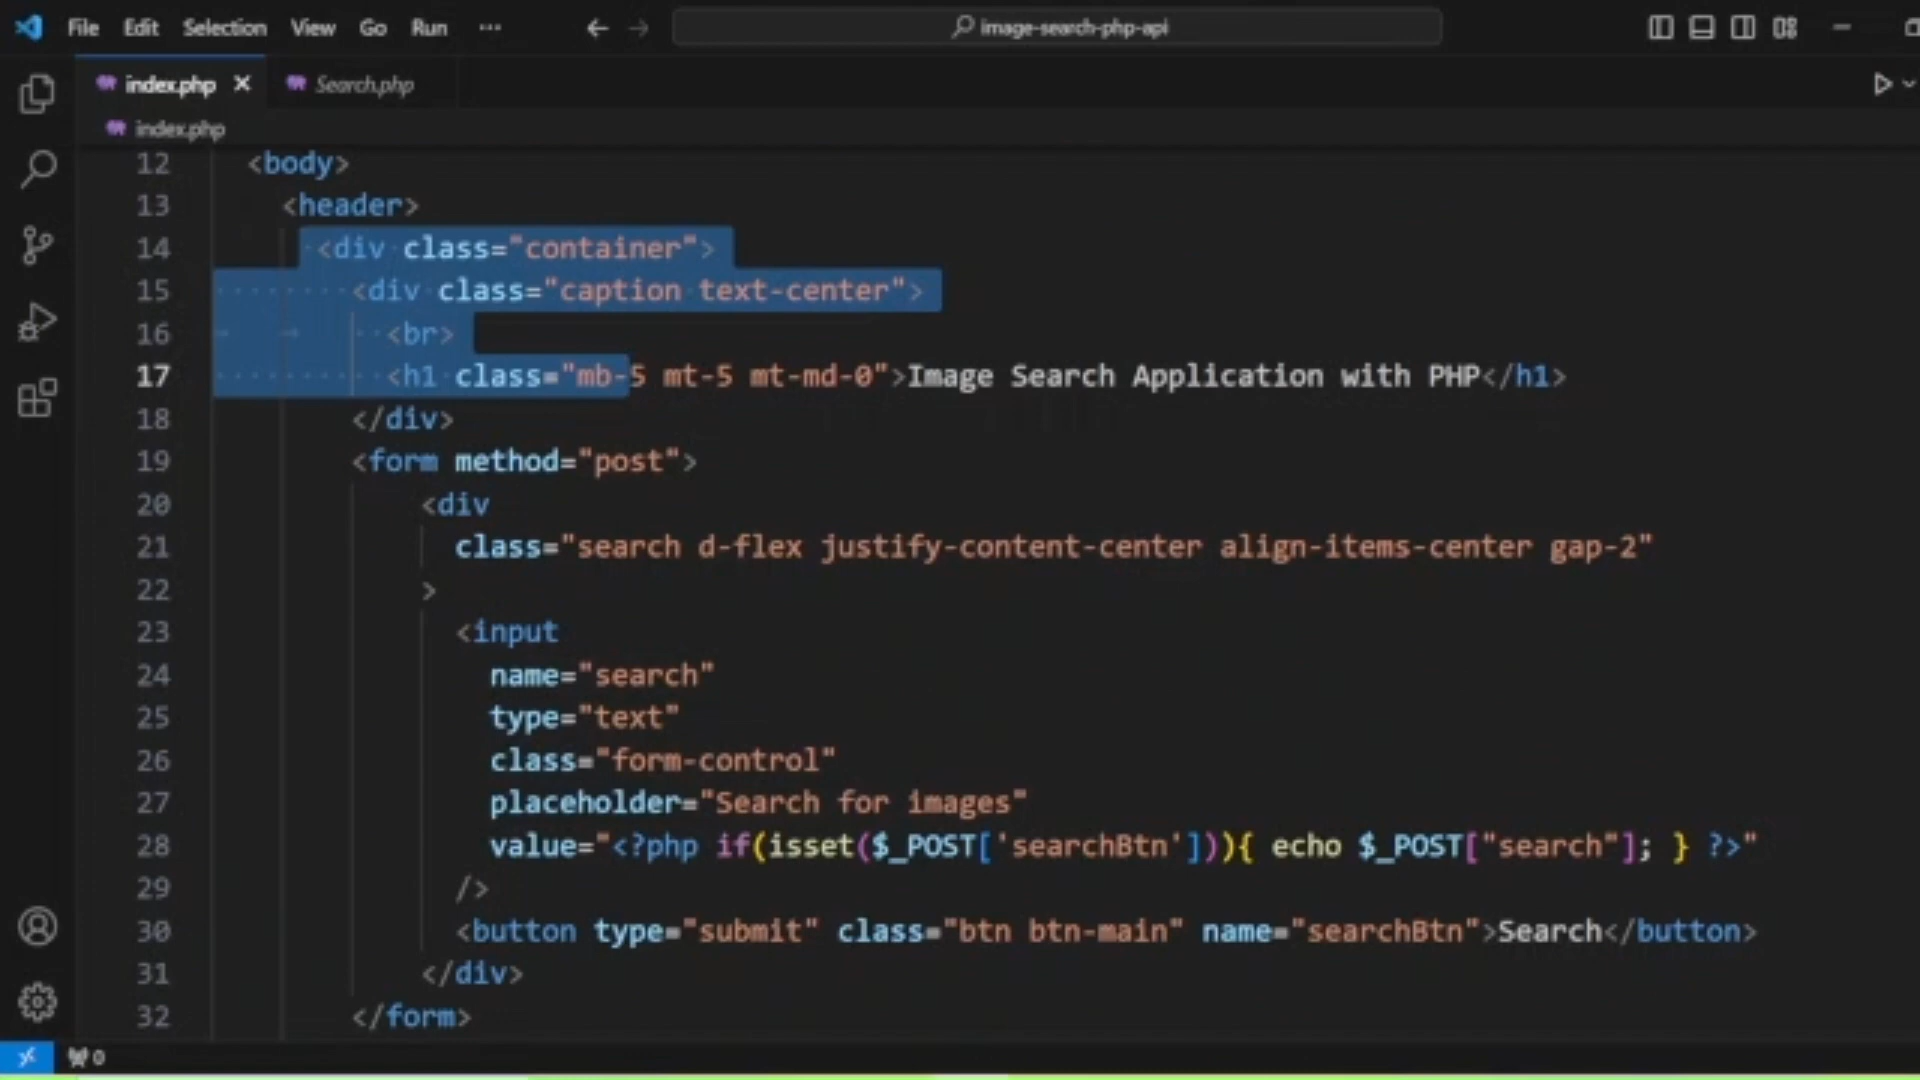 File Edit Selection View Go Run ··· image-search-php-api
index.php Search.php
index.php
12 <body>
13 <header>
14 <div class="container">
15 <div class="caption text-center">
16 <br>
17 <h1 class="mb-5 mt-5 mt-md-0">Image Search Application with PHP</h1>
18 </div>
19 <form method="post">
20 <div
21 class="search d-flex justify-content-center align-items-center gap-2"
22 >
23 <input
24 name="search"
25 type="text"
26 class="form-control"
27 placeholder="Search for images"
28 value="<?php if(isset($_POST['searchBtn'])){ echo $_POST["search"]; } ?>"
29 />
30 <button type="submit" class="btn btn-main" name="searchBtn">Search</button>
31 </div>
32 </form>
0